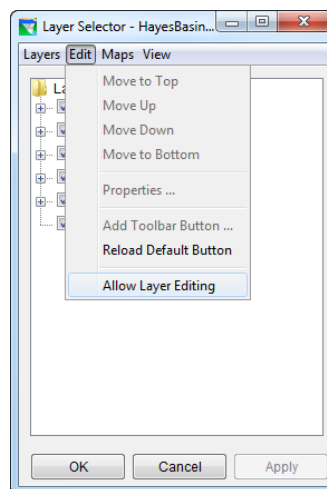 Layer Selector - HayesBasin...
Layers Edit Maps View
Move to Top
Move Up
Move Down
Move to Bottom
Properties ...
Add Toolbar Button ...
Reload Default Button
Allow Layer Editing
OK Cancel Apply